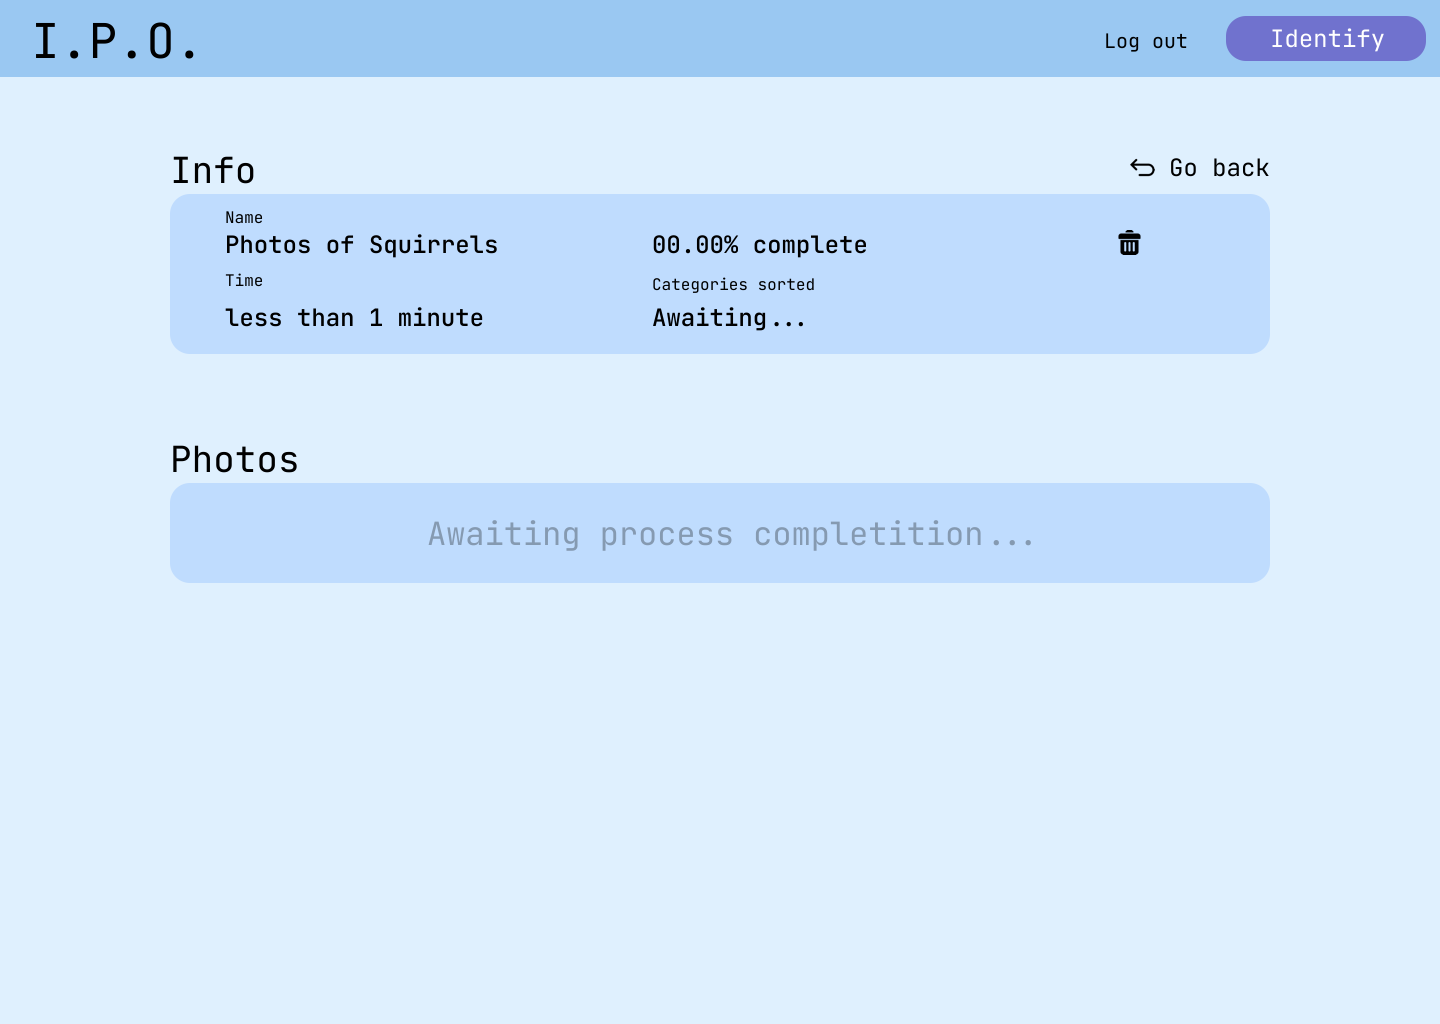 I.P.O.
Log out
Identify
Info
Go back
Name
Photos of Squirrels
00.00% complete
Time
Categories sorted
less than 1 minute
Awaiting...
Photos
Awaiting process completition...